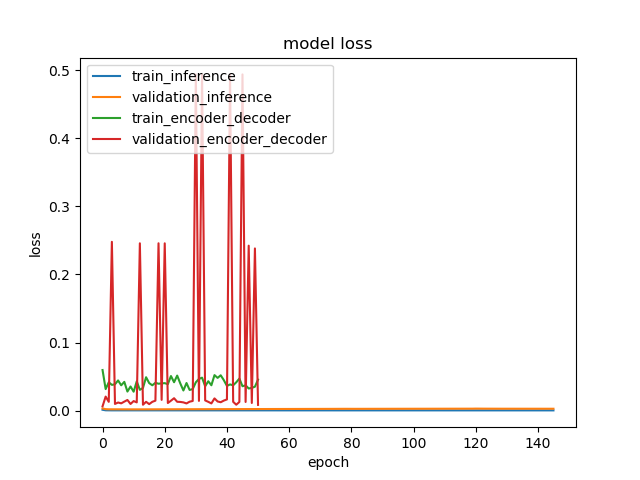 model loss
train_inference
validation_inference
train_encoder_decoder
validation_encoder_decoder
0.5
0.4
0.3
0.2
0.1
0.0
loss
0 20 40 60 80 100 120 140
epoch